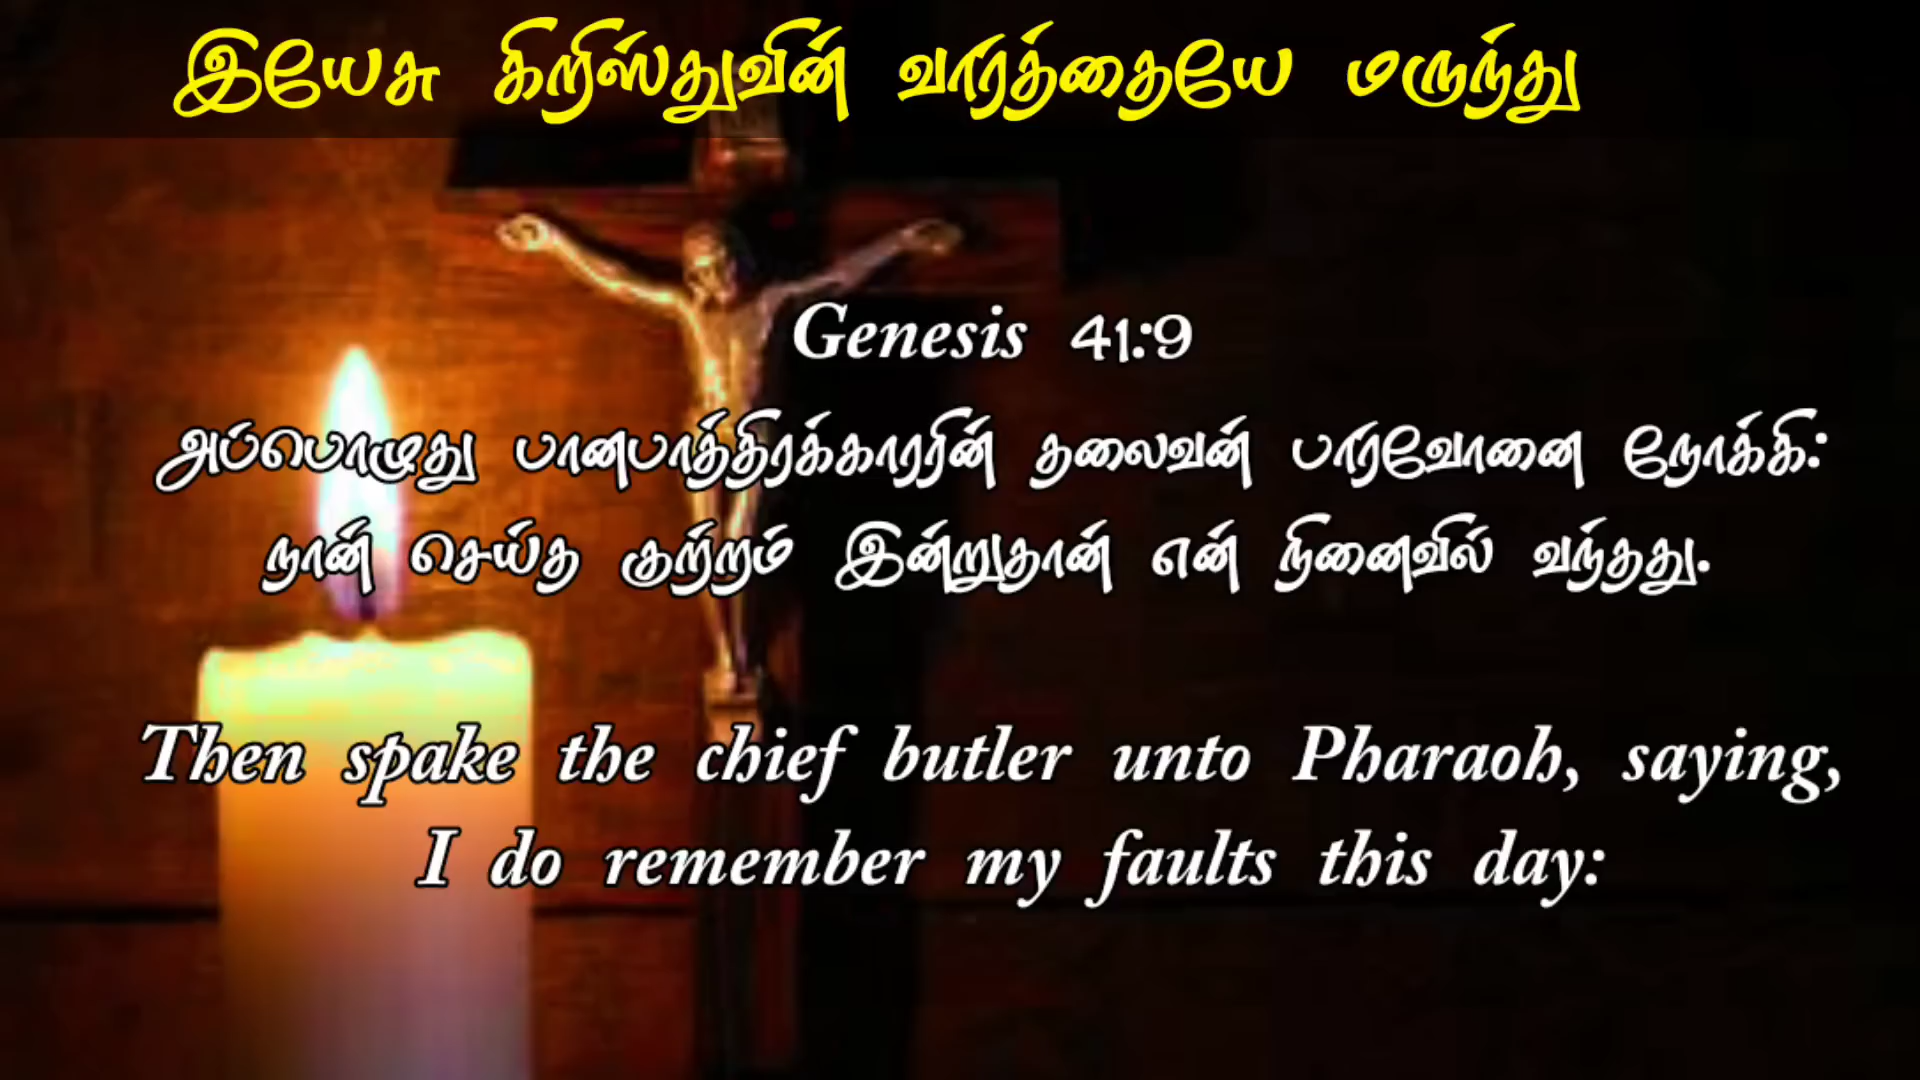 இயேசு கிறிஸ்துவின் வார்த்தையே மருந்து
Genesis 41:9
அப்பொழுது பானபாத்திரக்காரரின் தலைவன் பார்வோனை நோக்கி:
நான் செய்த குற்றம் இன்றுதான் என் நினைவில் வந்தது.
Then spake the chief butler unto Pharaoh, saying,
I do remember my faults this day: